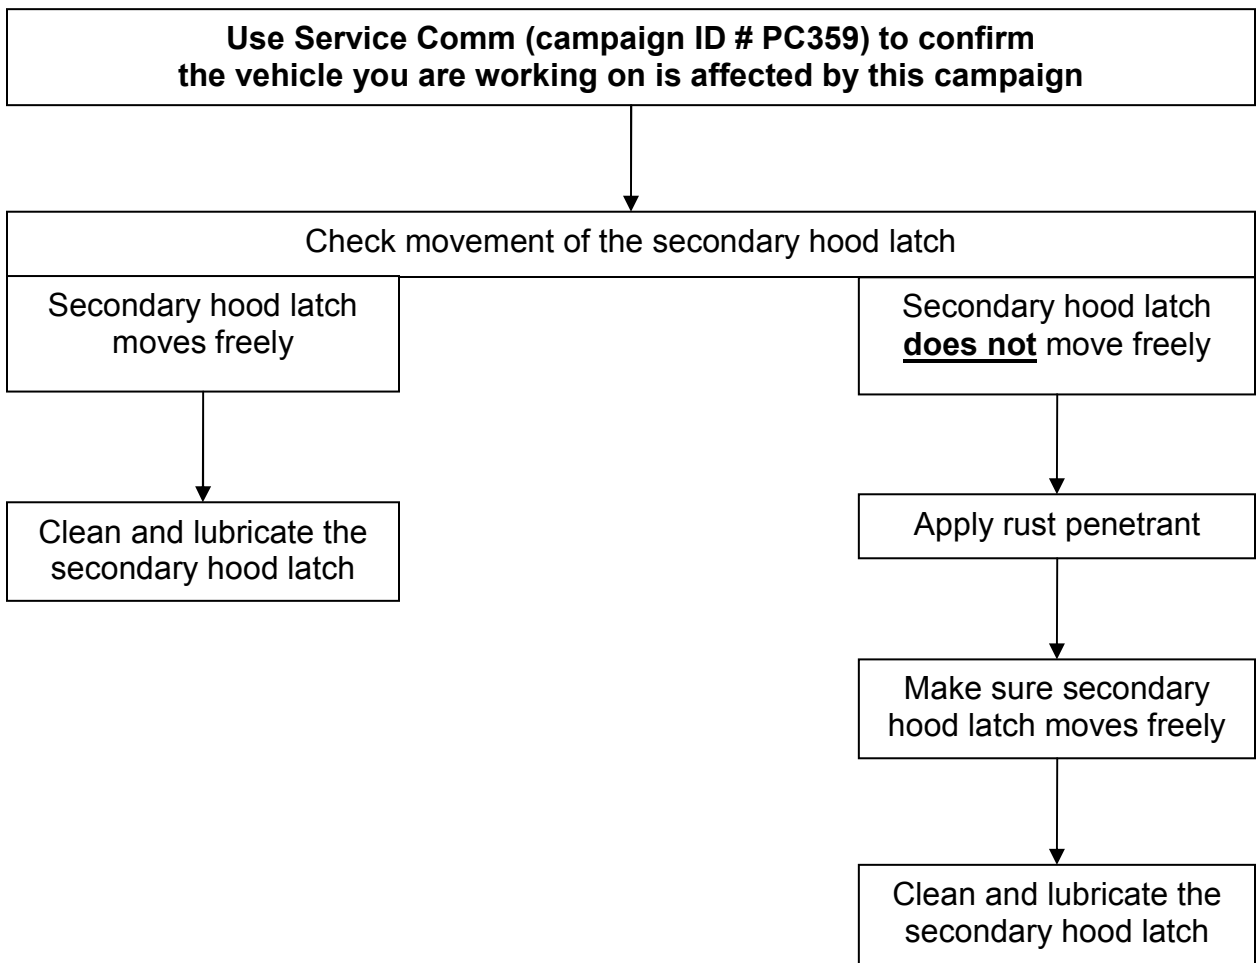 Use Service Comm (campaign ID # PC359) to confirm
the vehicle you are working on is affected by this campaign
Check movement of the secondary hood latch
Secondary hood latch
moves freely
Secondary hood latch
does not move freely
Clean and lubricate the
secondary hood latch
Apply rust penetrant
Make sure secondary
hood latch moves freely
Clean and lubricate the
secondary hood latch